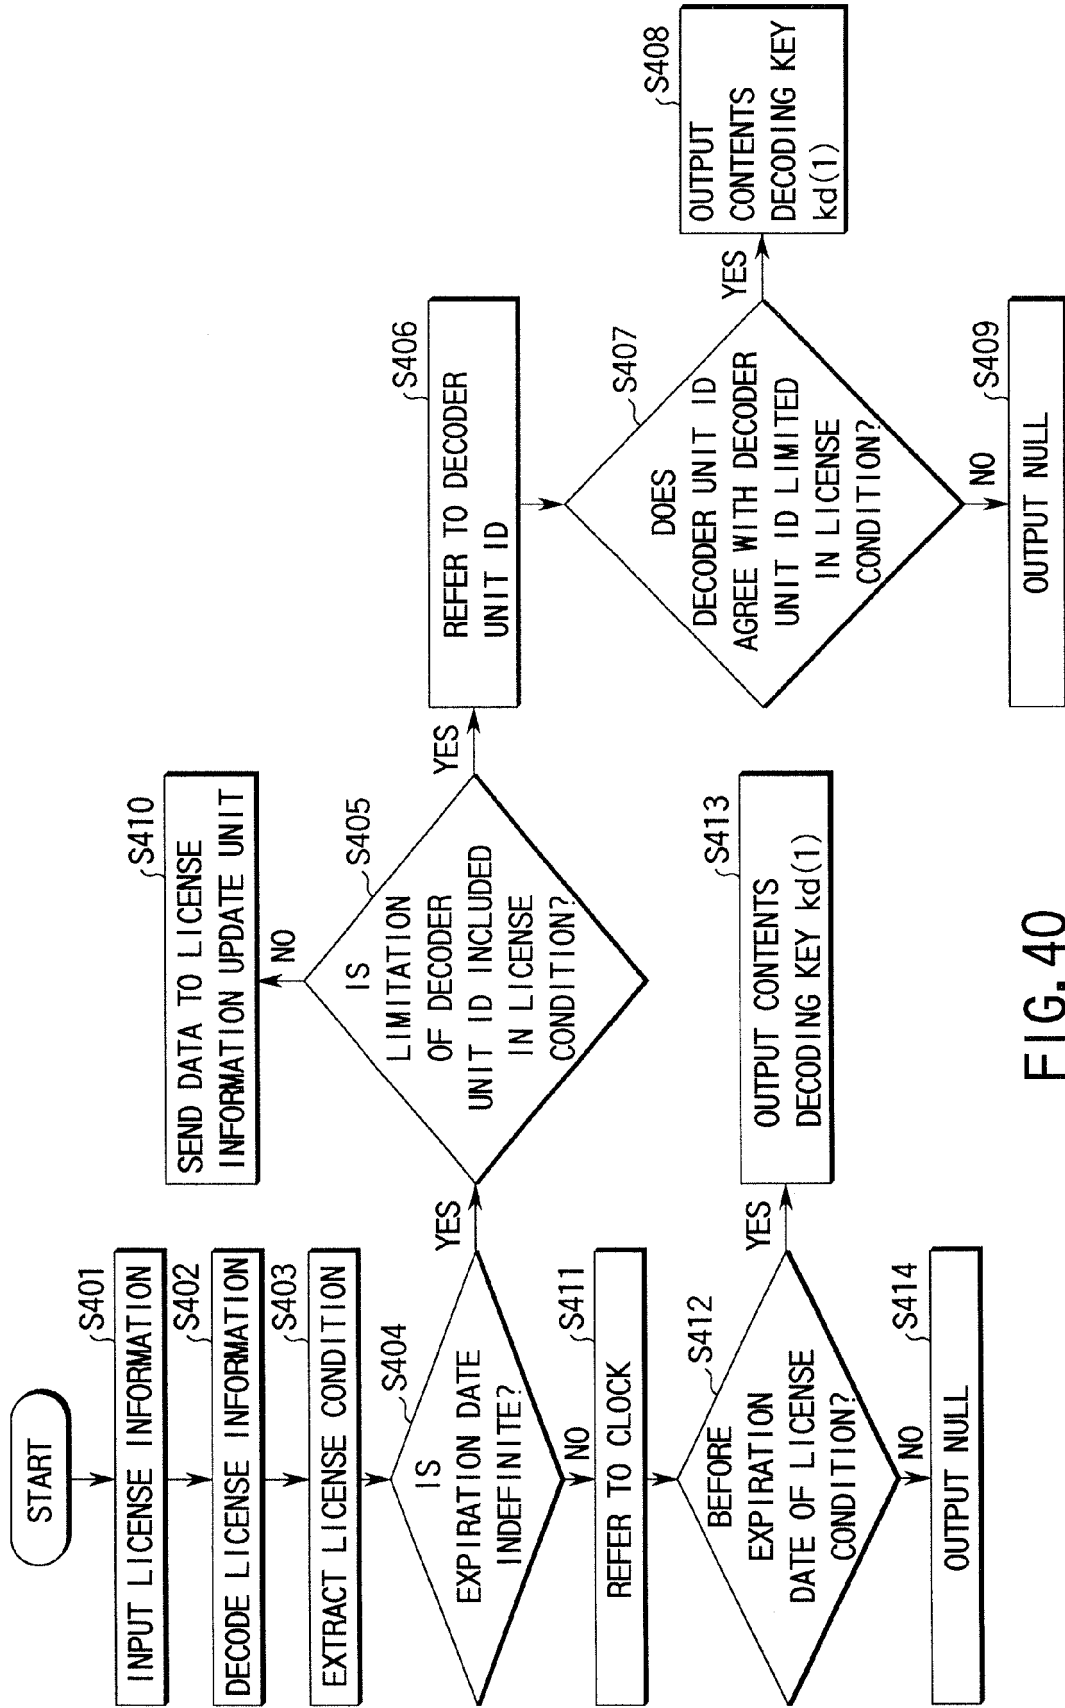 START
S401
INPUT LICENSE INFORMATION
S402
DECODE LICENSE INFORMATION
S403
EXTRACT LICENSE CONDITION
S404
IS
EXPIRATION DATE
INDEFINITE?
YES
NO
S405
IS
LIMITATION
OF DECODER
UNIT ID INCLUDED
IN LICENSE
CONDITION?
NO
YES
S410
SEND DATA TO LICENSE
INFORMATION UPDATE UNIT
S406
REFER TO DECODER
UNIT ID
S407
DOES
DECODER UNIT ID
AGREE WITH DECODER
UNIT ID LIMITED
IN LICENSE
CONDITION?
YES
NO
S408
OUTPUT
CONTENTS
DECODING KEY
kd(1)
S409
OUTPUT NULL
S411
REFER TO CLOCK
S412
BEFORE
EXPIRATION
DATE OF LICENSE
CONDITION?
YES
NO
S413
OUTPUT CONTENTS
DECODING KEY kd(1)
S414
OUTPUT NULL
FIG. 40